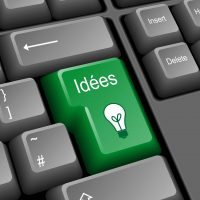 Idées
Insert
Delete
}
]
~
#